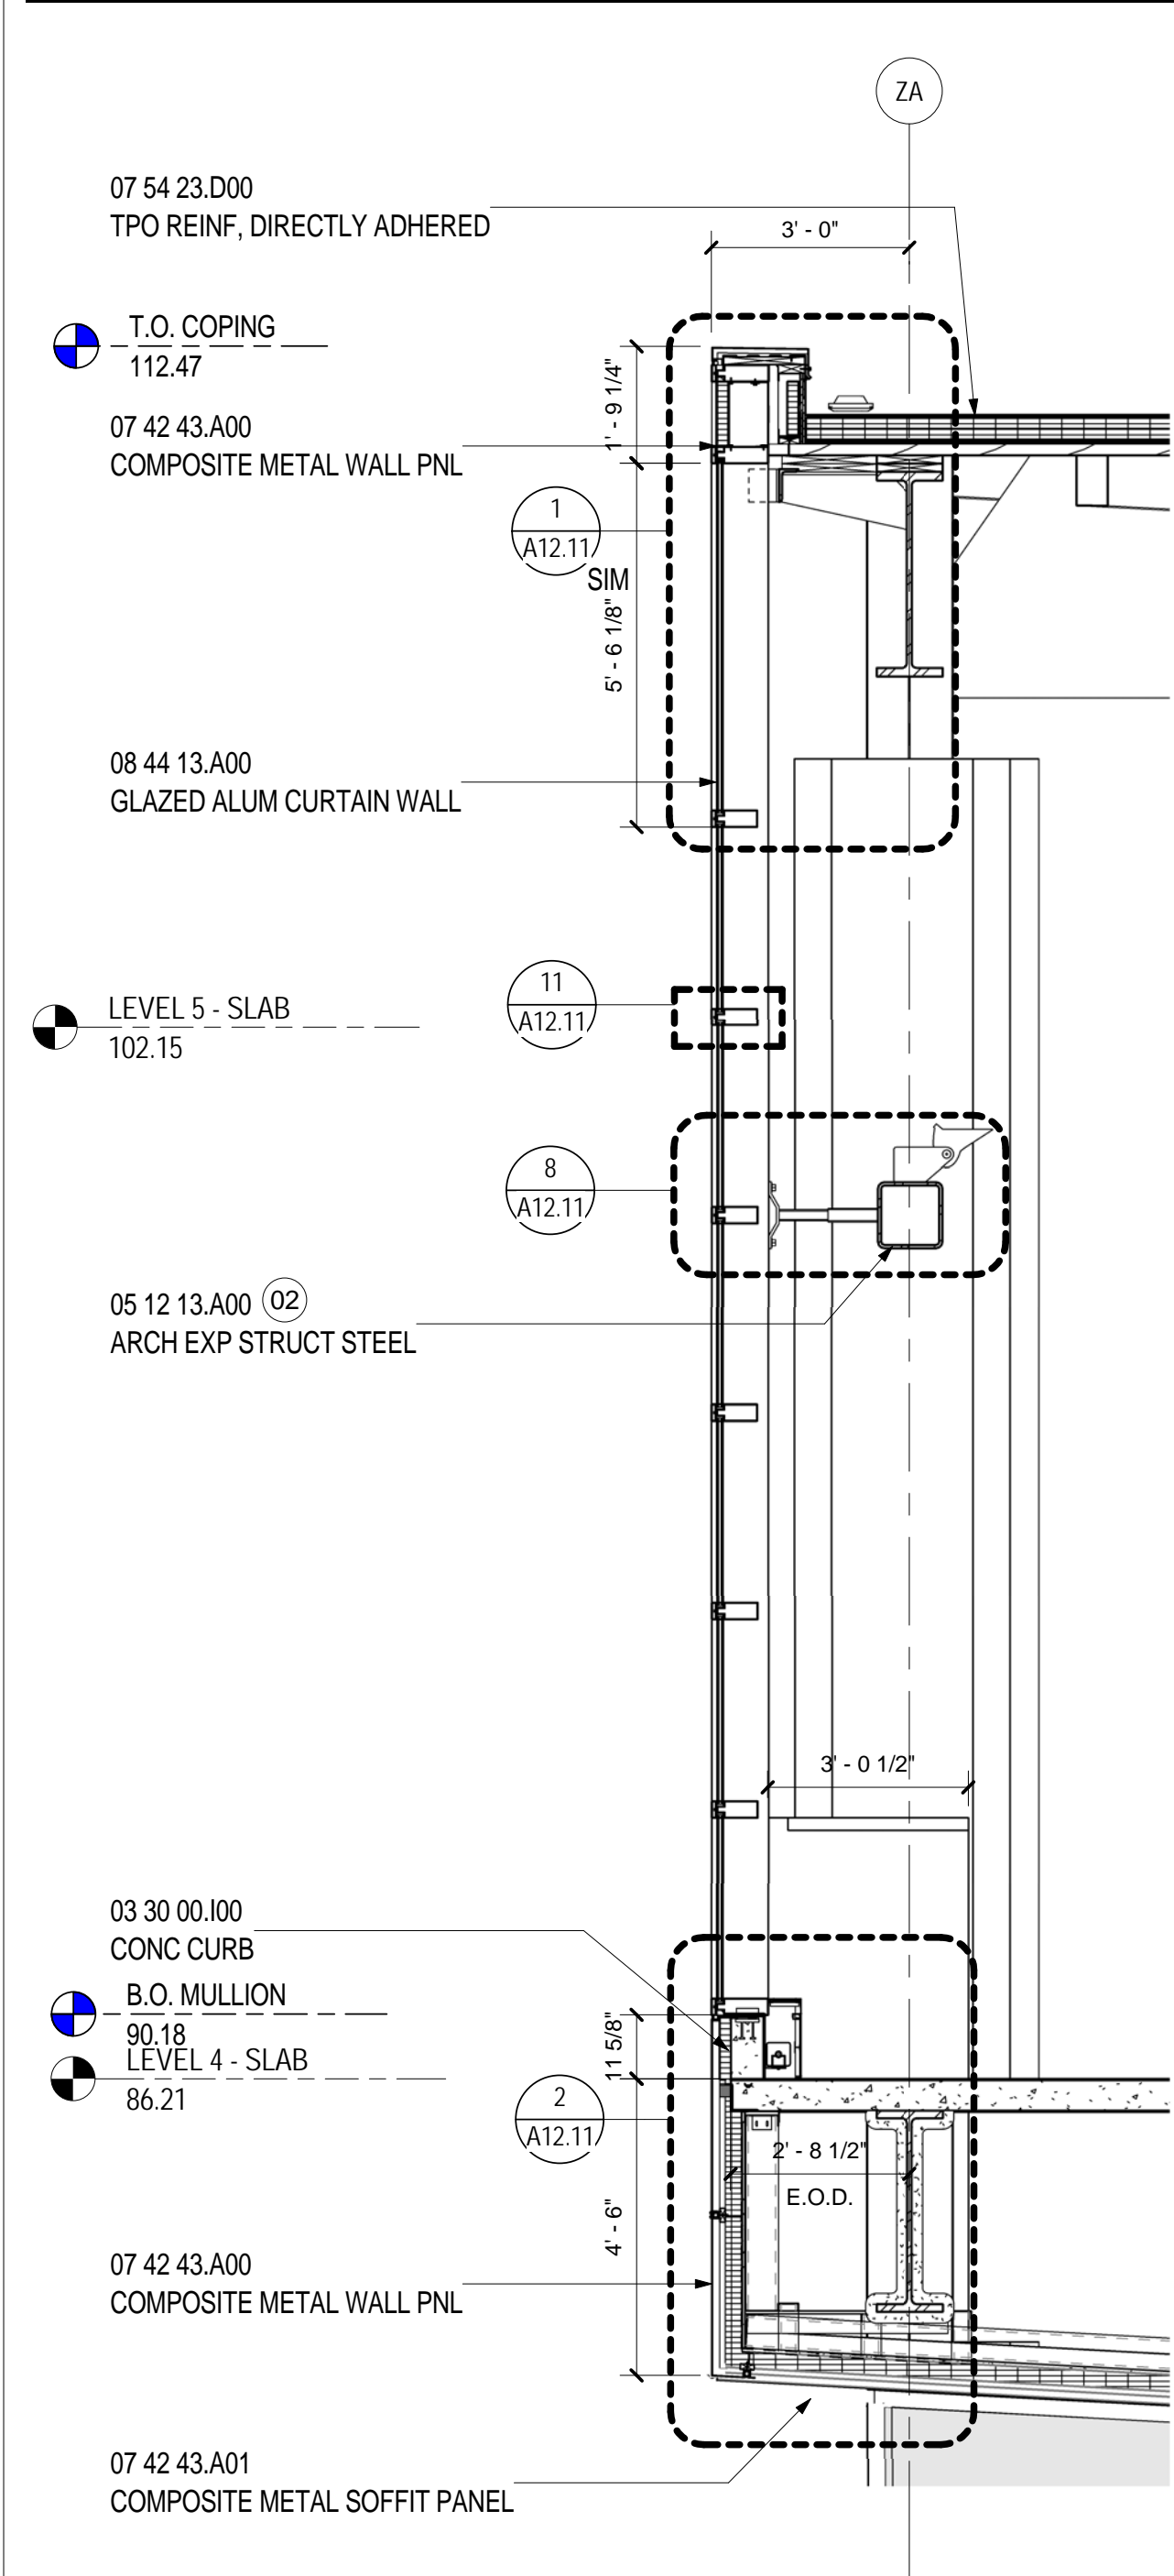 ZA
07 54 23.D00
TPO REINF, DIRECTLY ADHERED
3' - 0"
T.O. COPING
112.47
1' - 9 1/4"
07 42 43.A00
COMPOSITE METAL WALL PNL
1
A12.11
SIM
5' - 6 1/8"
08 44 13.A00
GLAZED ALUM CURTAIN WALL
11
A12.11
LEVEL 5 - SLAB
102.15
8
A12.11
05 12 13.A00 02
ARCH EXP STRUCT STEEL
3' - 0 1/2"
03 30 00.I00
CONC CURB
B.O. MULLION
90.18
11 5/8"
LEVEL 4 - SLAB
86.21
2
A12.11
2' - 8 1/2"
E.O.D.
4' - 6"
07 42 43.A00
COMPOSITE METAL WALL PNL
07 42 43.A01
COMPOSITE METAL SOFFIT PANEL